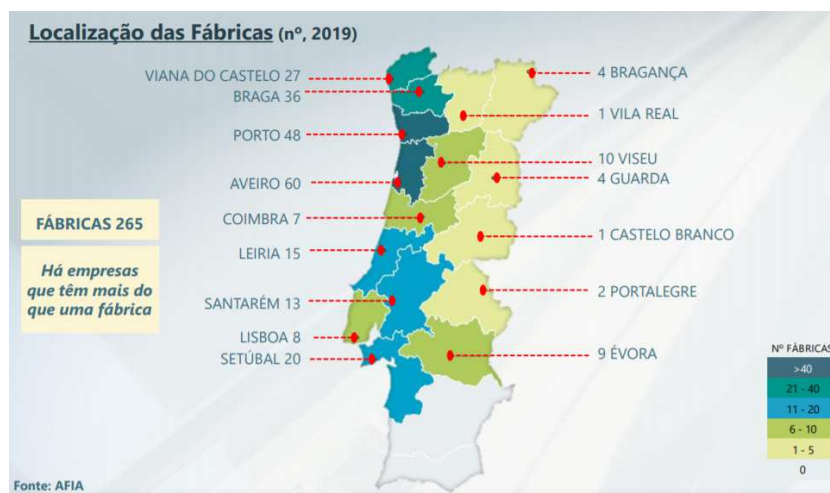 Localização das Fábricas (nº, 2019)
VIANA DO CASTELO 27
BRAGA 36
PORTO 48
AVEIRO 60
COIMBRA 7
LEIRIA 15
SANTARÉM 13
LISBOA 8
SETÚBAL 20
4 BRAGANÇA
1 VILA REAL
10 VISEU
4 GUARDA
1 CASTELO BRANCO
2 PORTALEGRE
9 ÉVORA
FÁBRICAS 265
Há empresas
que têm mais do
que uma fábrica
Nº FÁBRICAS
>40
21 - 40
11 - 20
6 - 10
1 - 5
0
Fonte: AFIA